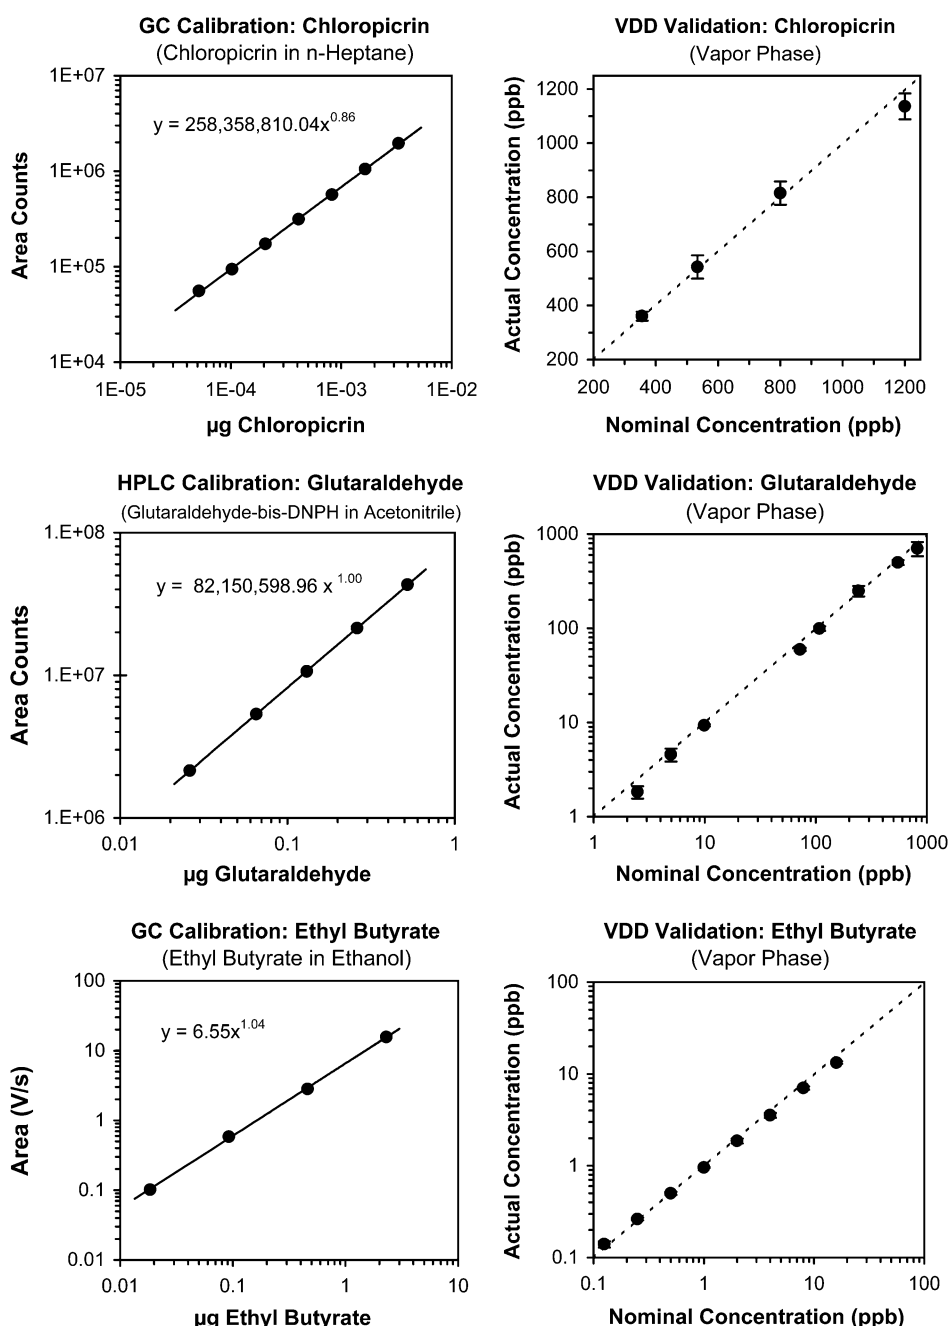 GC Calibration: Chloropicrin
(Chloropicrin in n-Heptane)
1E+07
1E+06
1E+05
1E+04
Area Counts
y = 258,358,810.04x^0.86
1E-05 1E-04 1E-03 1E-02
µg Chloropicrin
VDD Validation: Chloropicrin
(Vapor Phase)
1200
1000
800
600
400
200
Actual Concentration (ppb)
200 400 600 800 1000 1200
Nominal Concentration (ppb)
HPLC Calibration: Glutaraldehyde
(Glutaraldehyde-bis-DNPH in Acetonitrile)
1.E+08
1.E+07
1.E+06
Area Counts
y = 82,150,598.96 x^1.00
0.01 0.1 1
µg Glutaraldehyde
VDD Validation: Glutaraldehyde
(Vapor Phase)
1000
100
10
1
Actual Concentration (ppb)
1 10 100 1000
Nominal Concentration (ppb)
GC Calibration: Ethyl Butyrate
(Ethyl Butyrate in Ethanol)
100
10
1
0.1
0.01
Area (V/s)
y = 6.55x^1.04
0.01 0.1 1 10
µg Ethyl Butyrate
VDD Validation: Ethyl Butyrate
(Vapor Phase)
100
10
1
0.1
Actual Concentration (ppb)
0.1 1 10 100
Nominal Concentration (ppb)